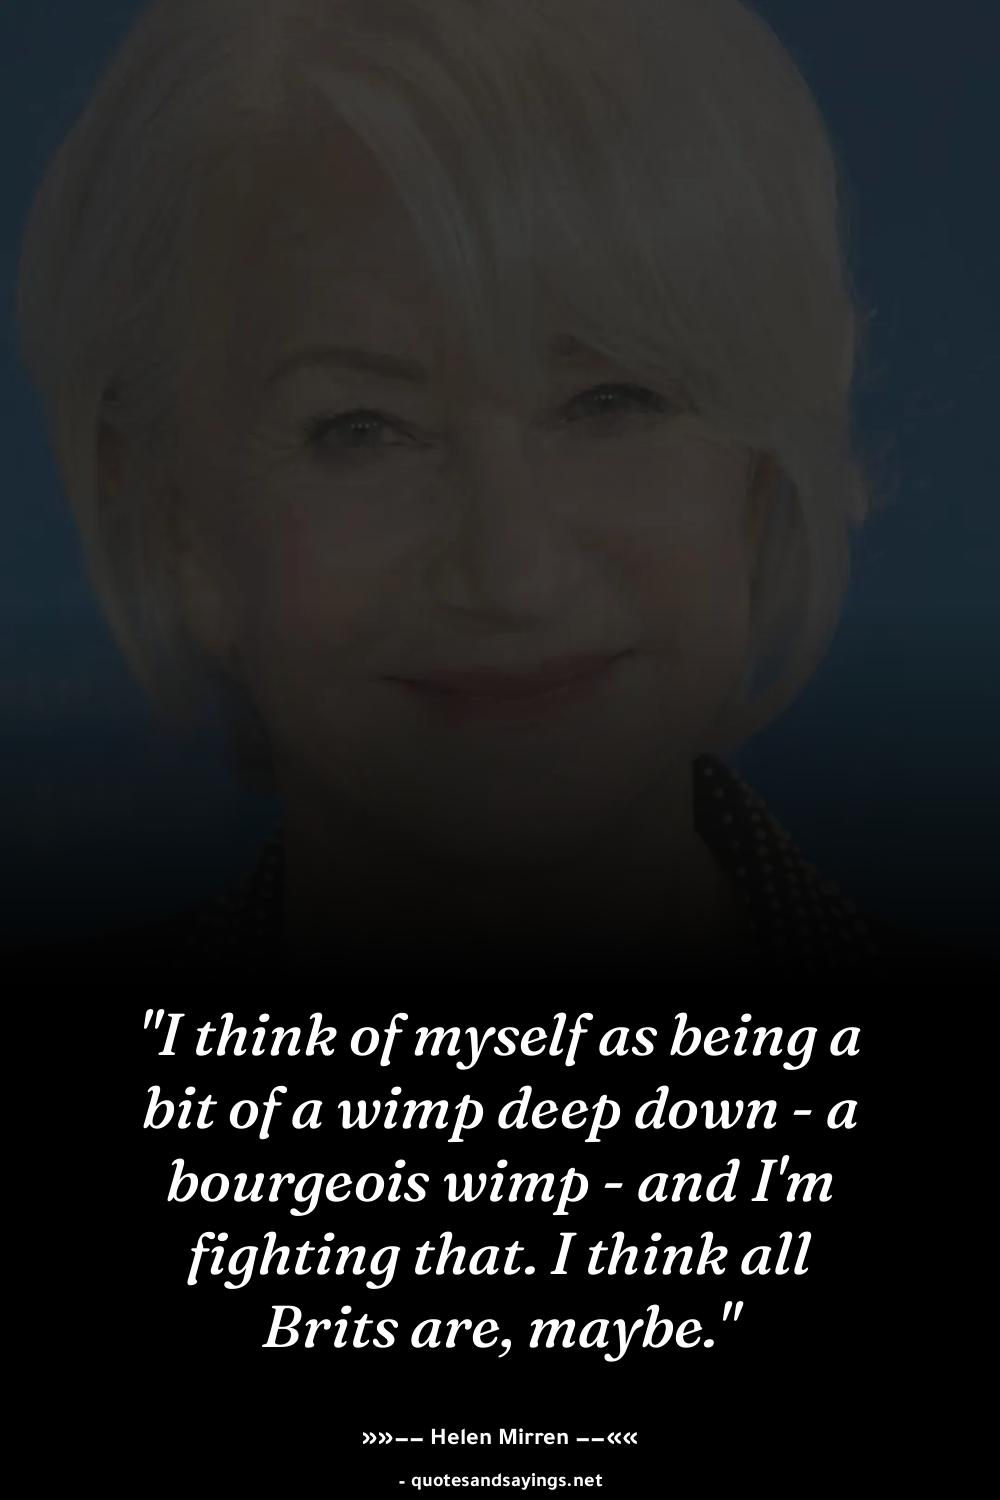 "I think of myself as being a
bit of a wimp deep down - a
bourgeois wimp - and I'm
fighting that. I think all
Brits are, maybe."
»»–– Helen Mirren ––««
- quotesandsayings.net